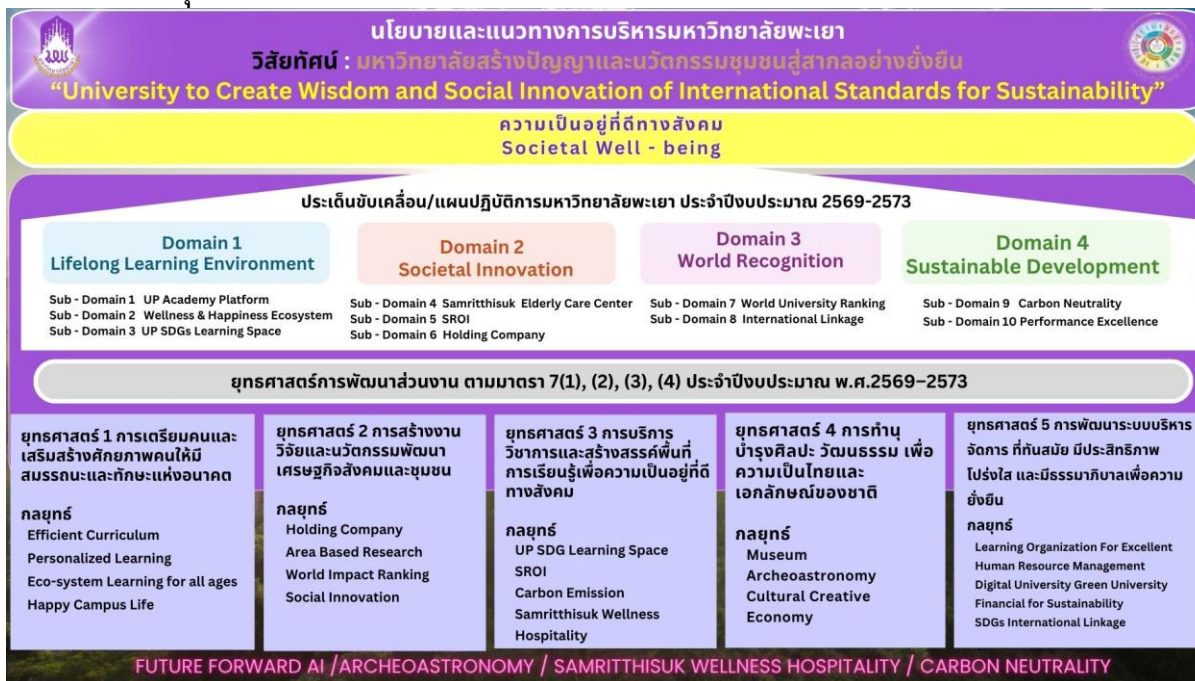 นโยบายและแนวทางการบริหารมหาวิทยาลัยพะเยา
วิสัยทัศน์ : มหาวิทยาลัยสร้างปัญญาและนวัตกรรมชุมชนสู่สากลอย่างยั่งยืน
“University to Create Wisdom and Social Innovation of International Standards for Sustainability”
ความเป็นอยู่ที่ดีทางสังคม
Societal Well - being
ประเด็นขับเคลื่อน/แผนปฏิบัติการมหาวิทยาลัยพะเยา ประจำปีงบประมาณ 2569-2573
Domain 1
Lifelong Learning Environment
Sub - Domain 1 UP Academy Platform
Sub - Domain 2 Wellness & Happiness Ecosystem
Sub - Domain 3 UP SDGs Learning Space
Domain 2
Societal Innovation
Sub - Domain 4 Samritthisuk Elderly Care Center
Sub - Domain 5 SROI
Sub - Domain 6 Holding Company
Domain 3
World Recognition
Sub - Domain 7 World University Ranking
Sub - Domain 8 International Linkage
Domain 4
Sustainable Development
Sub - Domain 9 Carbon Neutrality
Sub - Domain 10 Performance Excellence
ยุทธศาสตร์การพัฒนาส่วนงาน ตามมาตรา 7(1), (2), (3), (4) ประจำปีงบประมาณ พ.ศ.2569–2573
ยุทธศาสตร์ 1 การเตรียมคนและ
เสริมสร้างศักยภาพคนให้มี
สมรรถนะและทักษะแห่งอนาคต
กลยุทธ์
Efficient Curriculum
Personalized Learning
Eco-system Learning for all ages
Happy Campus Life
ยุทธศาสตร์ 2 การสร้างงาน
วิจัยและนวัตกรรมพัฒนา
เศรษฐกิจสังคมและชุมชน
กลยุทธ์
Holding Company
Area Based Research
World Impact Ranking
Social Innovation
ยุทธศาสตร์ 3 การบริการ
วิชาการและสร้างสรรค์พื้นที่
การเรียนรู้เพื่อความเป็นอยู่ที่ดี
ทางสังคม
กลยุทธ์
UP SDG Learning Space
SROI
Carbon Emission
Samritthisuk Wellness
Hospitality
ยุทธศาสตร์ 4 การทำนุ
บำรุงศิลปะ วัฒนธรรม เพื่อ
ความเป็นไทยและ
เอกลักษณ์ของชาติ
กลยุทธ์
Museum
Archeoastronomy
Cultural Creative
Economy
ยุทธศาสตร์ 5 การพัฒนาระบบบริหาร
จัดการ ที่ทันสมัย มีประสิทธิภาพ
โปร่งใส และมีธรรมาภิบาลเพื่อความ
ยั่งยืน
กลยุทธ์
Learning Organization For Excellent
Human Resource Management
Digital University Green University
Financial for Sustainability
SDGs International Linkage
FUTURE FORWARD AI /ARCHEOASTRONOMY / SAMRITTHISUK WELLNESS HOSPITALITY / CARBON NEUTRALITY